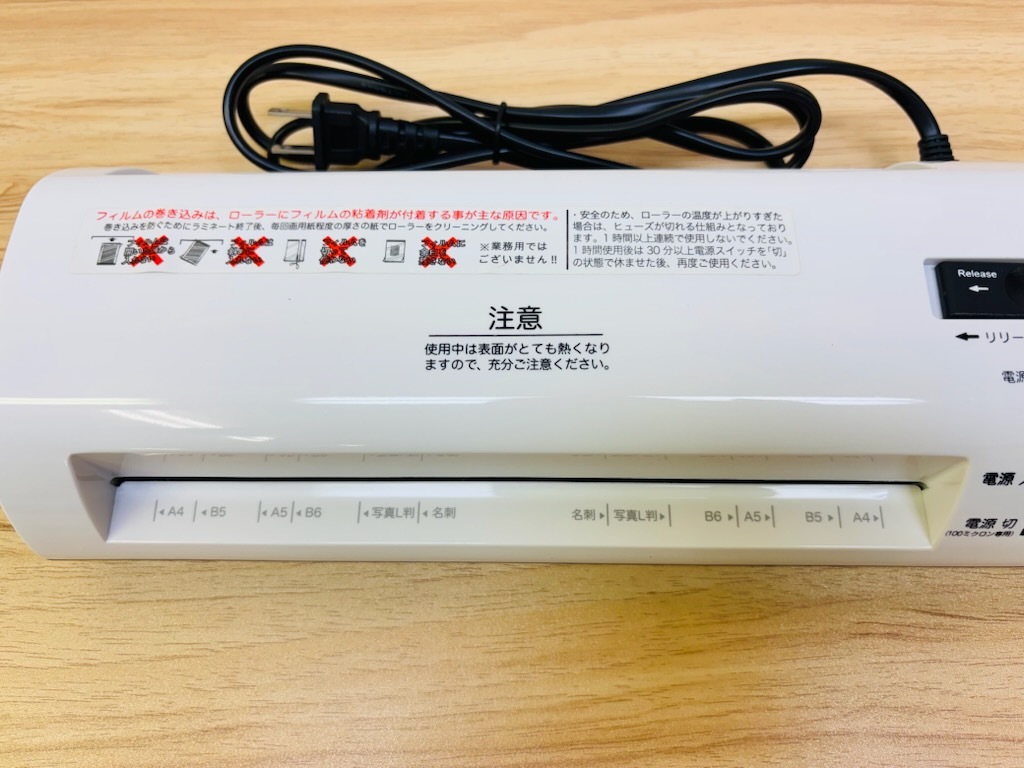 フィルムの巻き込みは、ローラーにフィルムの粘着剤が付着する事が主な原因です。
巻き込みを防ぐためにラミネート終了後、毎回画用紙程度の厚さの紙でローラーをクリーニングしてください。
※業務用では
ございません!!
・安全のため、ローラーの温度が上がりすぎた
場合は、ヒューズが切れる仕組みとなっており
ます。1時間以上連続で使用しないでください。
1時間使用後は30分以上電源スイッチを「切」
の状態で休ませた後、再度ご使用ください。
Release
リリー
電源
注意
使用中は表面がとても熱くなり
ますので、充分ご注意ください。
電源
A4 B5 A5 B6 写真L判 名刺 名刺 写真L判 B6 A5 B5 A4
電源 切
(100ミクロン専用)